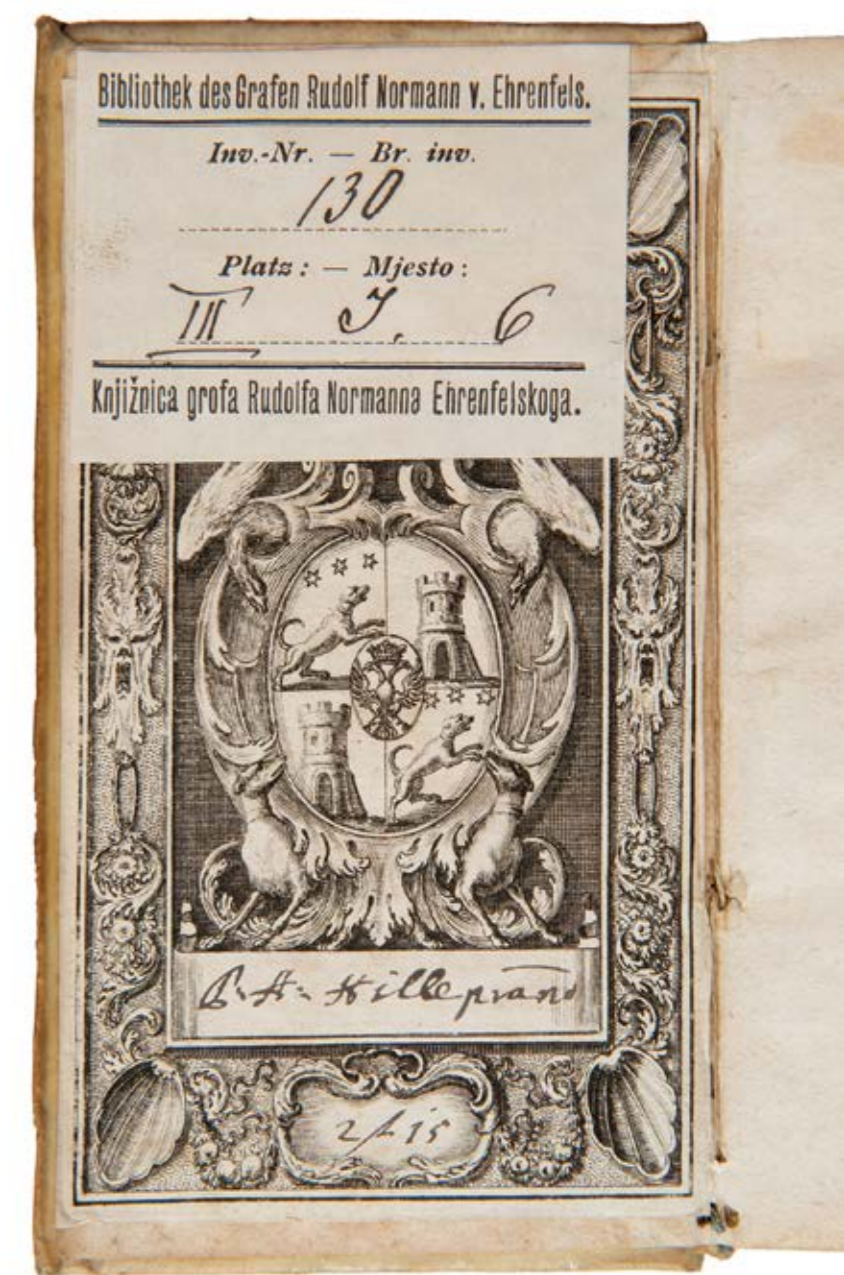 Bibliothek des Grafen Rudolf Normann v. Ehrenfels.
Inv.-Nr. — Br. inv.
130
Platz: — Mjesto:
III J. 6
Knjižnica grofa Rudolfa Normanna Ehrenfelskoga.
P. A. Hilleprand